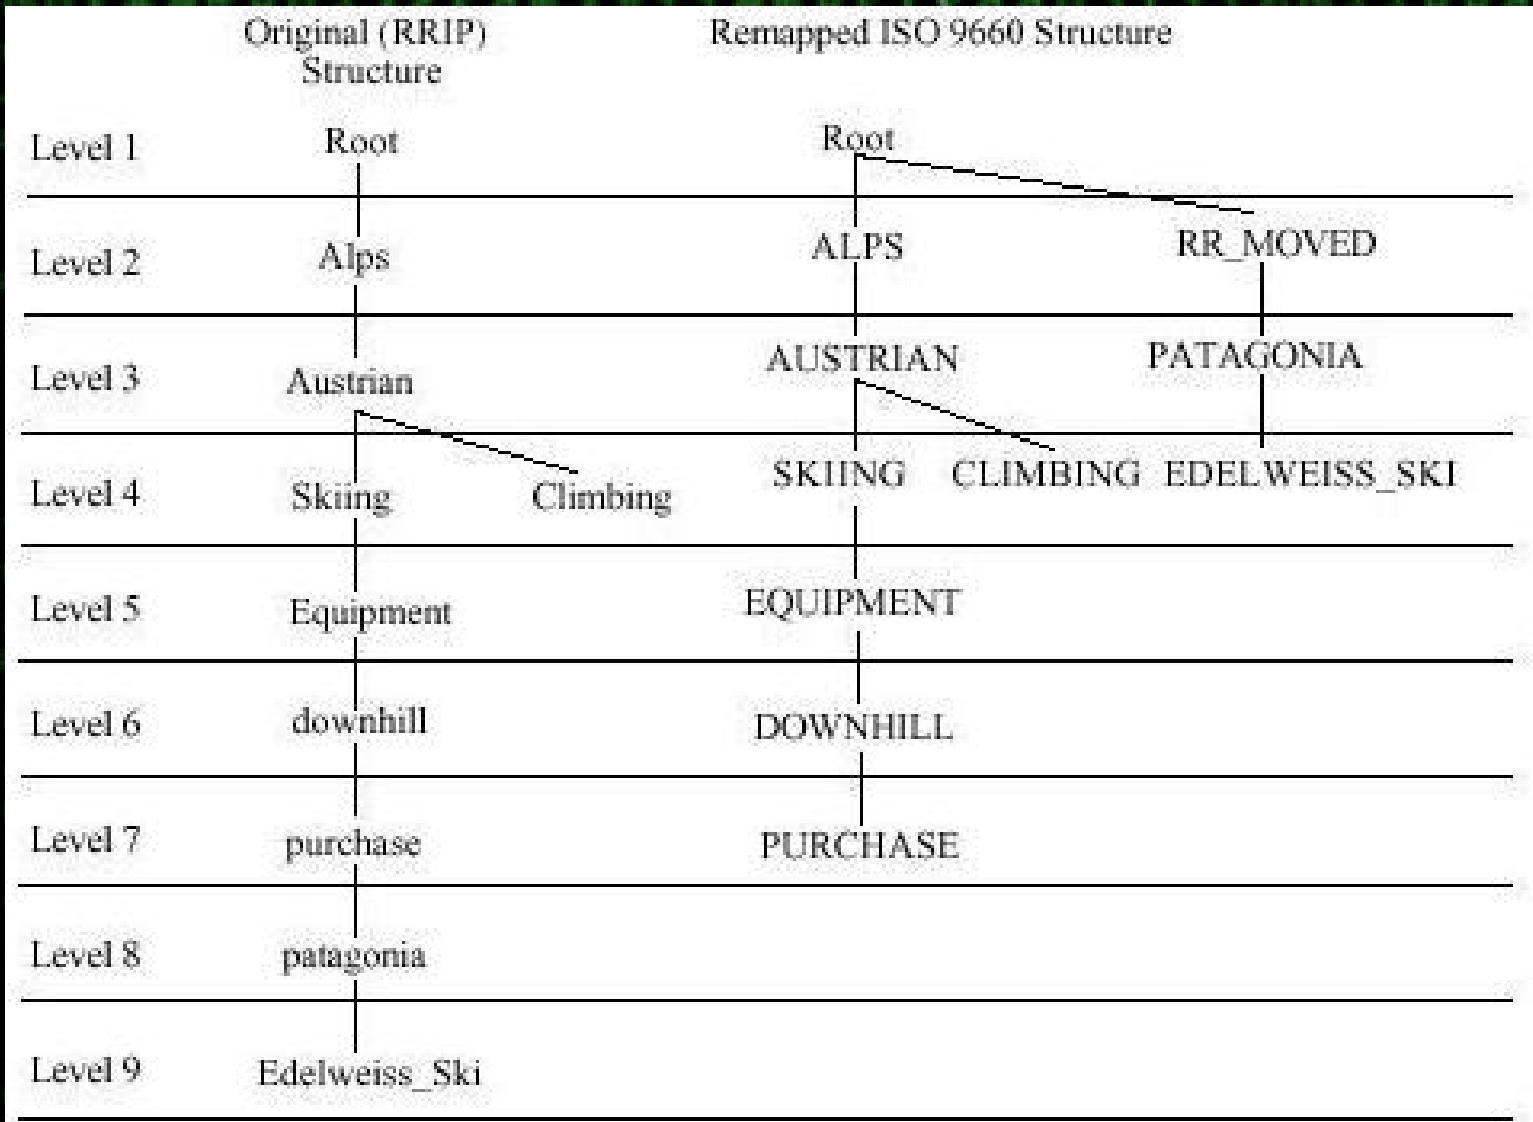 Original (RRIP) Remapped ISO 9660 Structure
Structure
Level 1 Root Root
Level 2 Alps ALPS RR_MOVED
Level 3 Austrian AUSTRIAN PATAGONIA
Level 4 Skiing Climbing SKIING CLIMBING EDELWEISS_SKI
Level 5 Equipment EQUIPMENT
Level 6 downhill DOWNHILL
Level 7 purchase PURCHASE
Level 8 patagonia
Level 9 Edelweiss_Ski